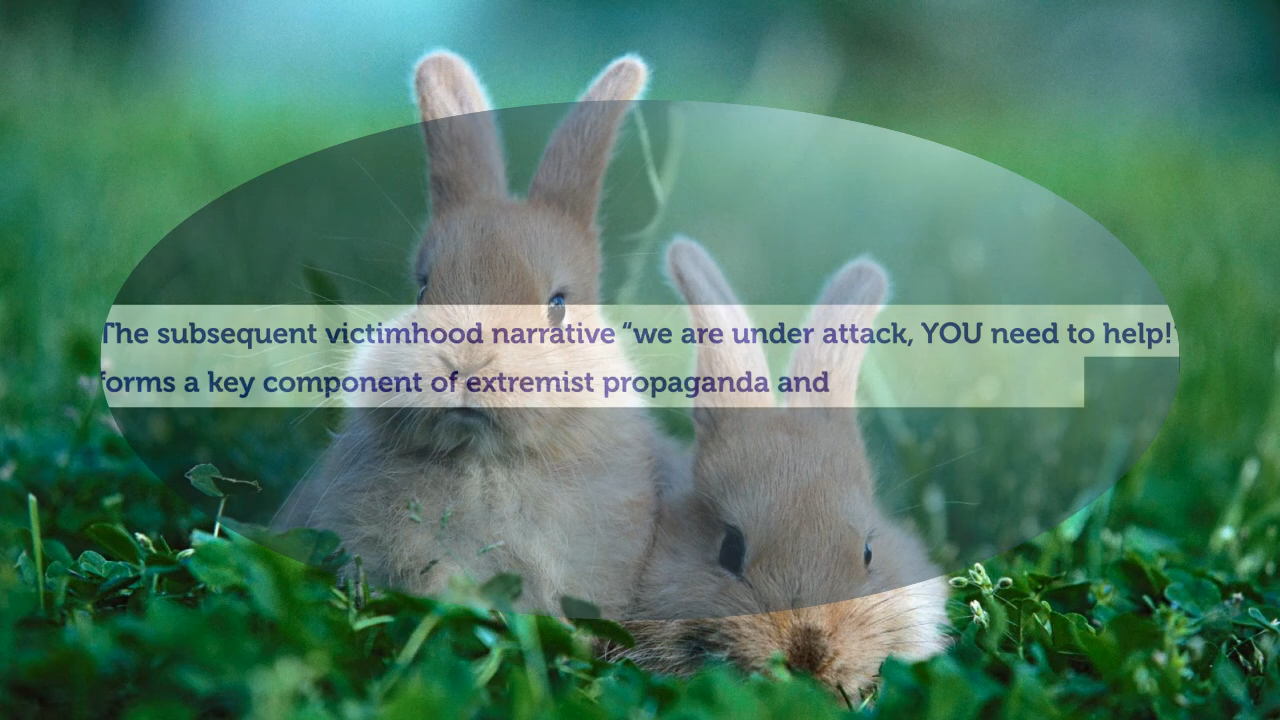 The subsequent victimhood narrative “we are under attack, YOU need to help!
forms a key component of extremist propaganda and